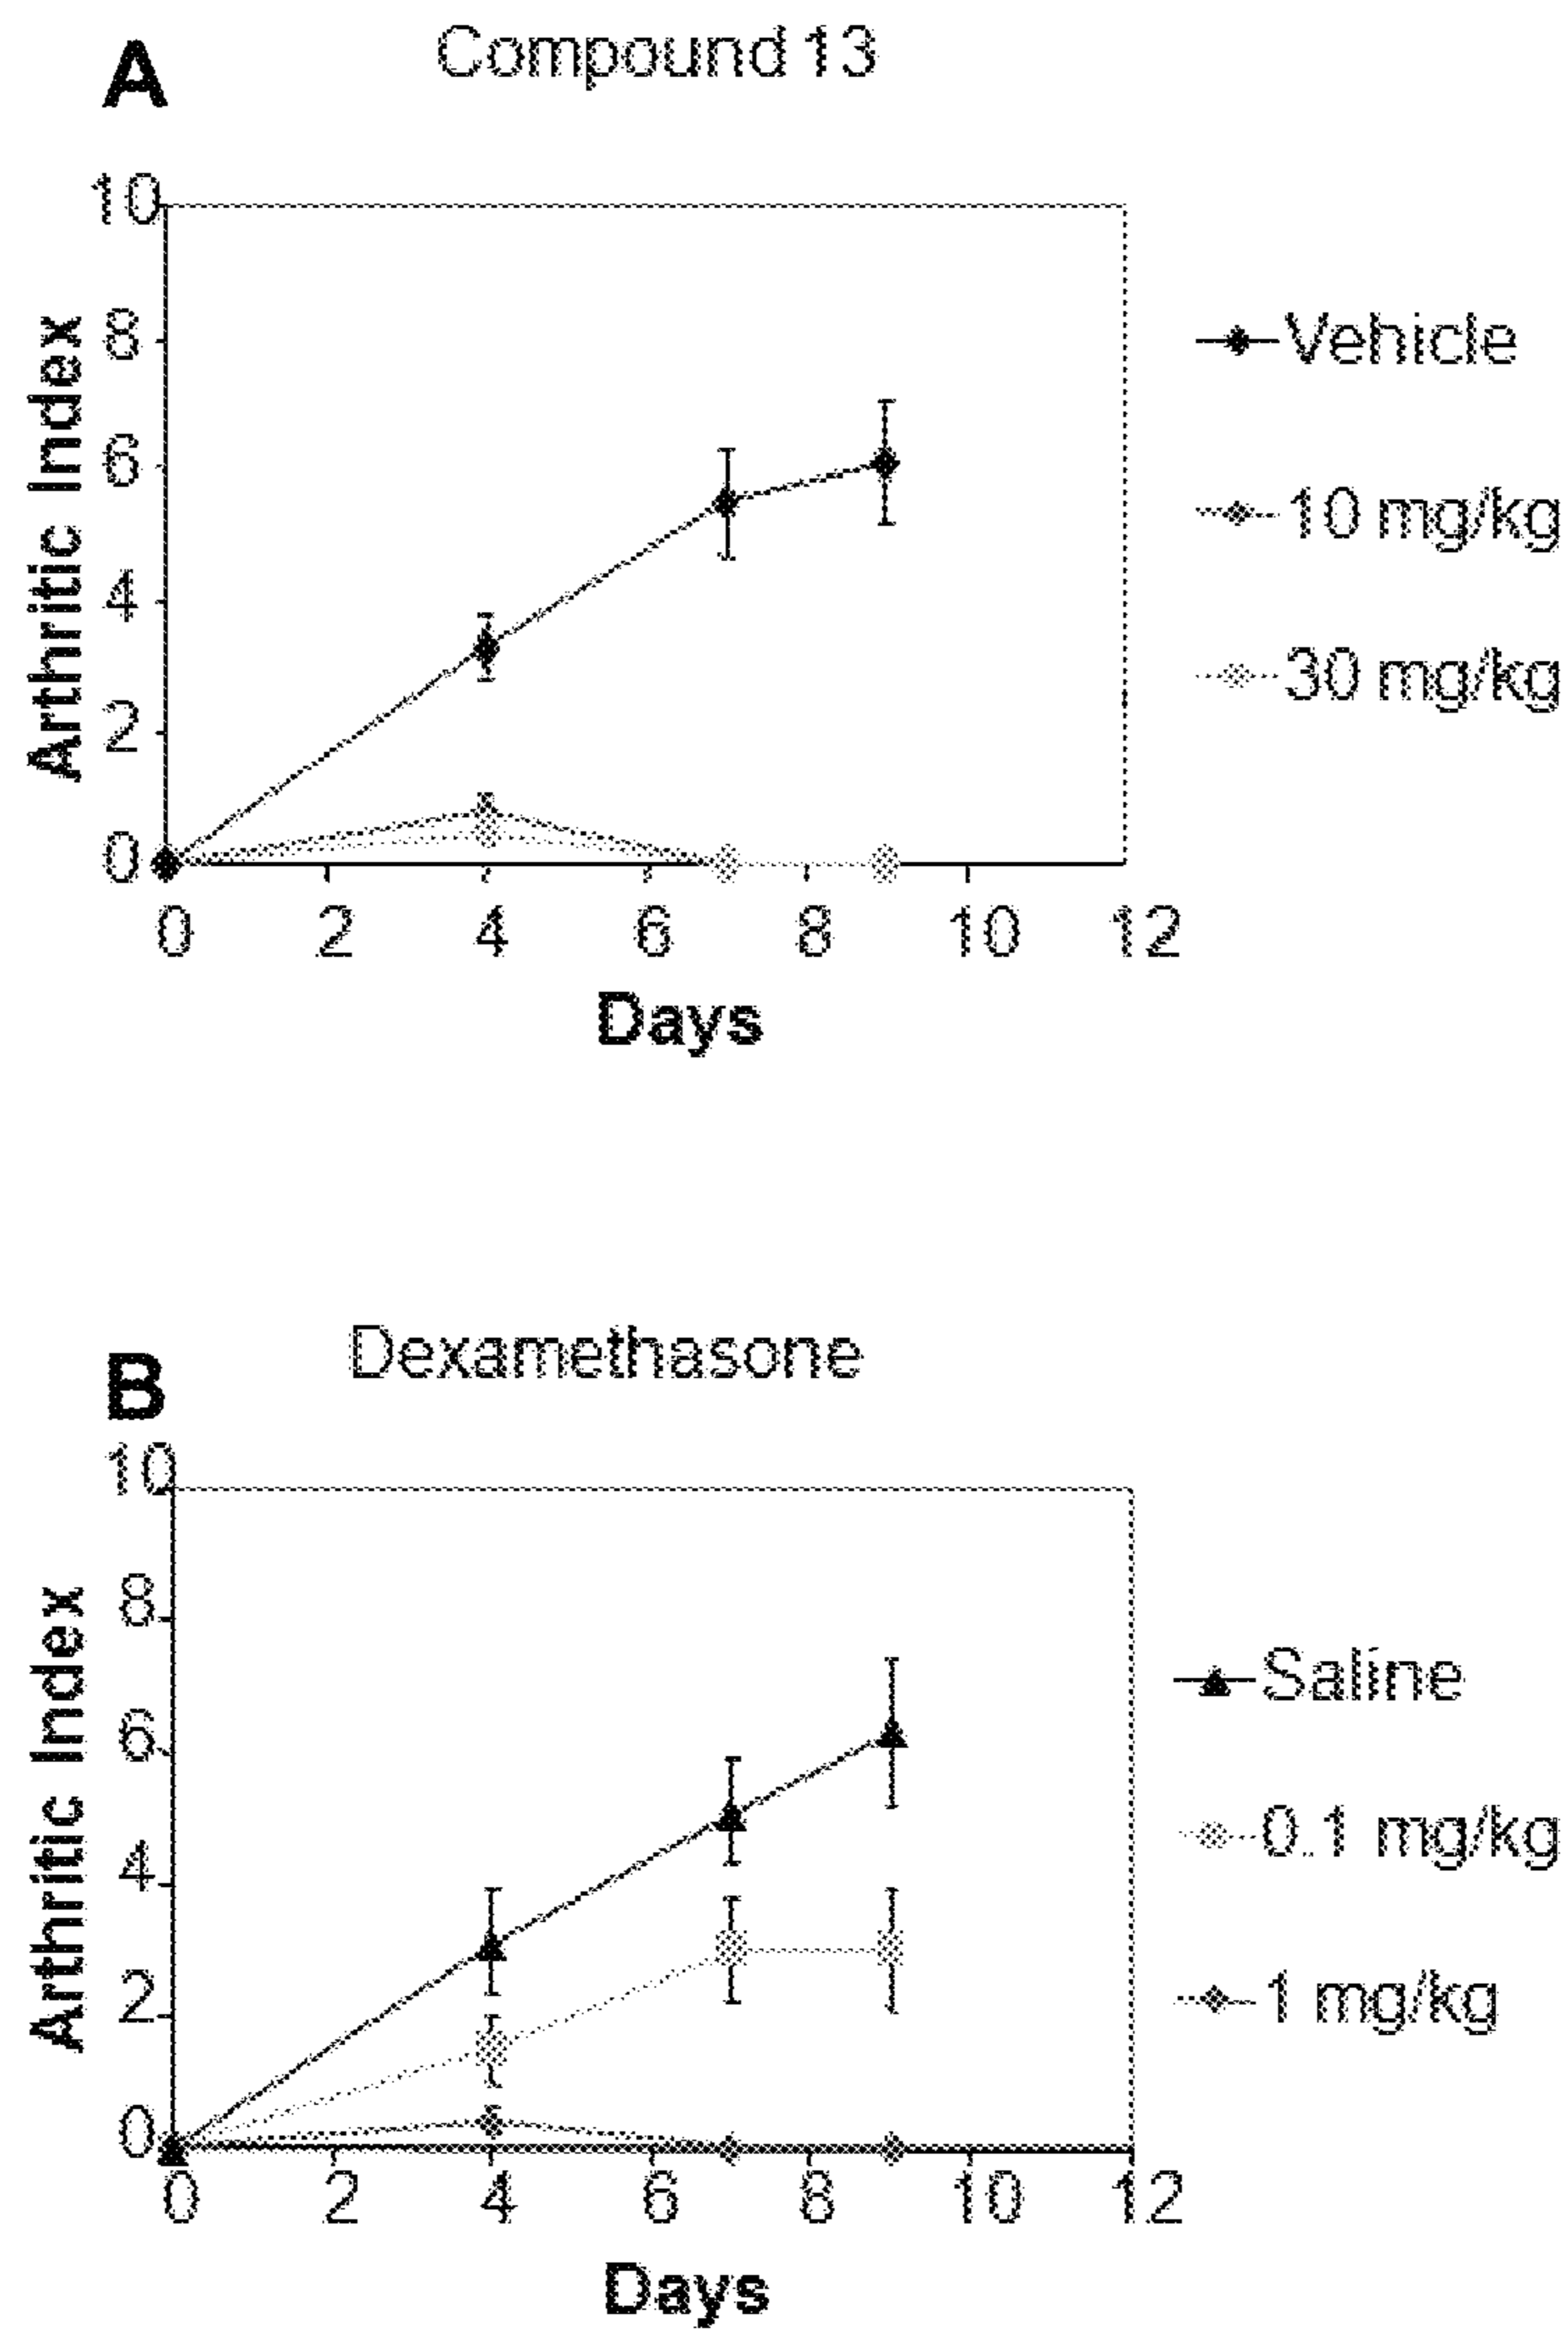 A
Compound 13
10
8
6
4
2
0
Arthritic Index
0 2 4 6 8 10 12
Days
Vehicle
10 mg/kg
30 mg/kg
B
Dexamethasone
10
8
6
4
2
0
Arthritic Index
0 2 4 6 8 10 12
Days
Saline
0.1 mg/kg
1 mg/kg